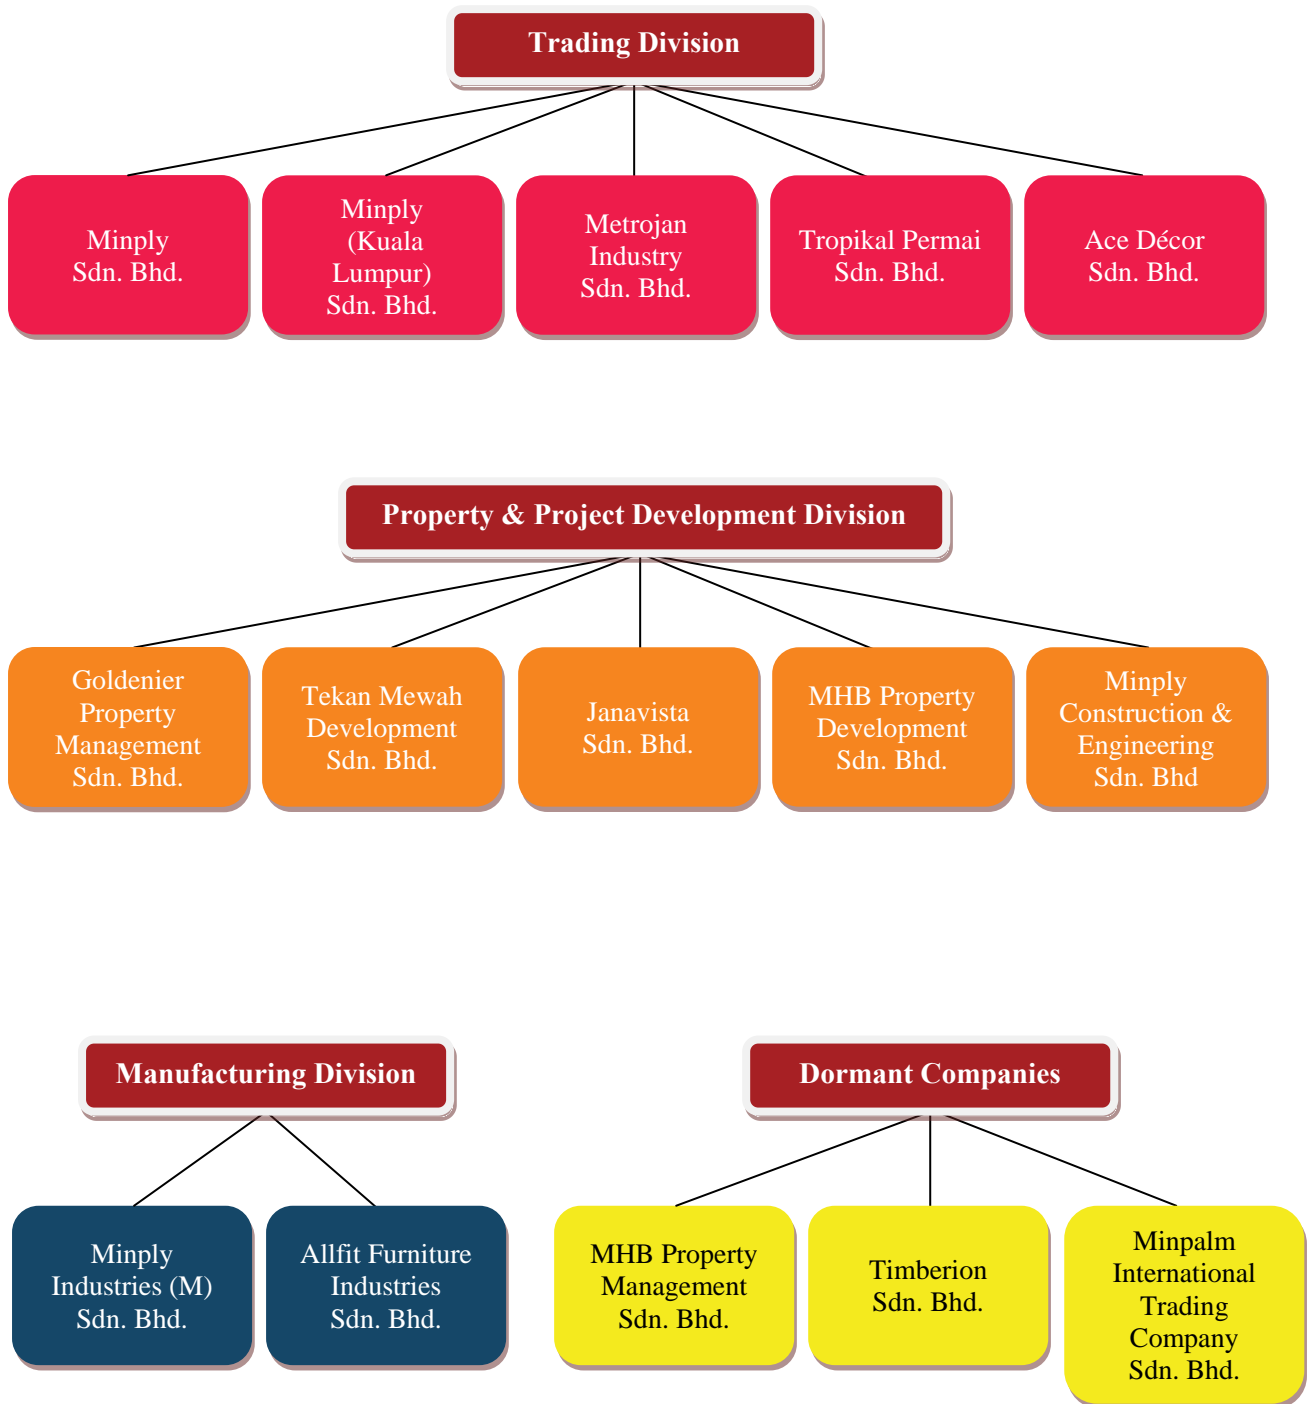 Trading Division
Minply
Sdn. Bhd.
Minply
(Kuala
Lumpur)
Sdn. Bhd.
Metrojan
Industry
Sdn. Bhd.
Tropikal Permai
Sdn. Bhd.
Ace Décor
Sdn. Bhd.
Property & Project Development Division
Goldenier
Property
Management
Sdn. Bhd.
Tekan Mewah
Development
Sdn. Bhd.
Janavista
Sdn. Bhd.
MHB Property
Development
Sdn. Bhd.
Minply
Construction &
Engineering
Sdn. Bhd
Manufacturing Division
Minply
Industries (M)
Sdn. Bhd.
Allfit Furniture
Industries
Sdn. Bhd.
Dormant Companies
MHB Property
Management
Sdn. Bhd.
Timberion
Sdn. Bhd.
Minpalm
International
Trading
Company
Sdn. Bhd.